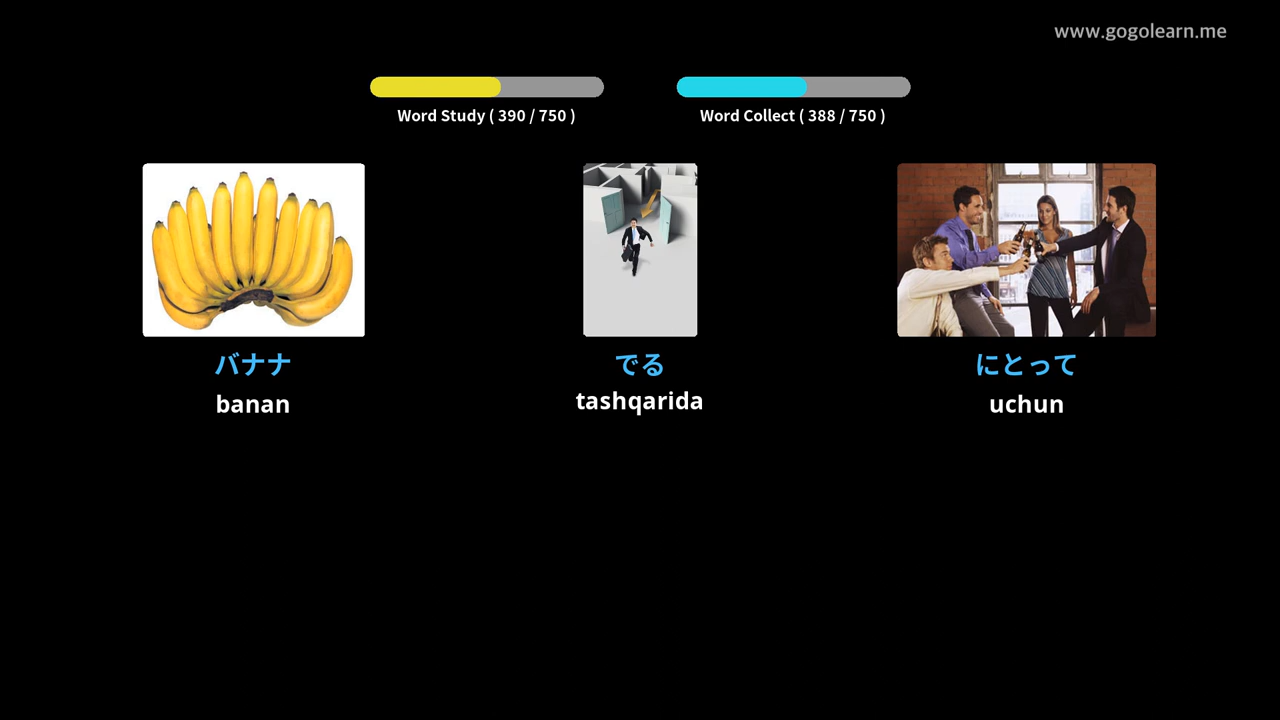 www.gogolearn.me
Word Study ( 390 / 750 )
Word Collect ( 388 / 750 )
バナナ
banan
でる
tashqarida
にとって
uchun